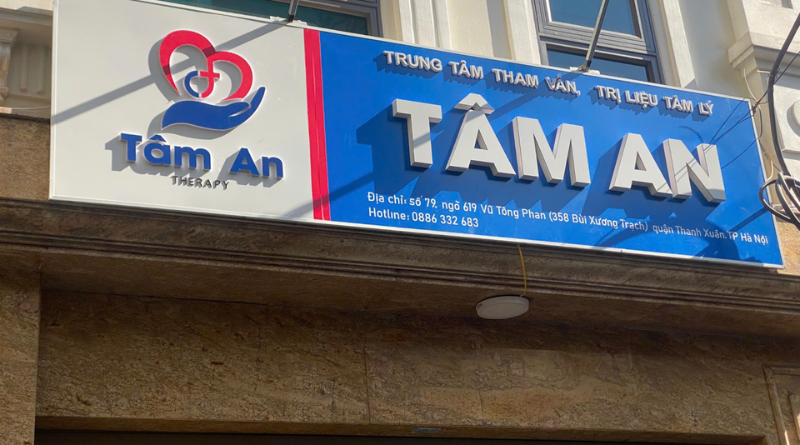 Tâm An
THERAPY
TRUNG TÂM THAM VẤN, TRỊ LIỆU TÂM LÝ
TÂM AN
Địa chỉ: số 79, ngõ 619 Vũ Tông Phan (358 Bùi Xương Trạch) quận Thanh Xuân.TP Hà Nội
Hotline: 0886 332 683